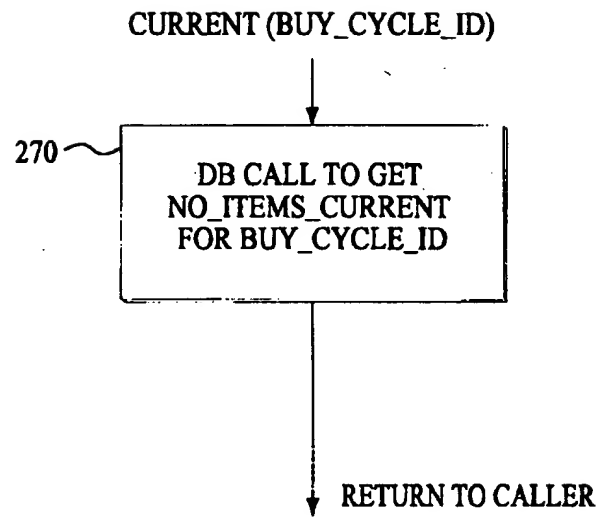 CURRENT (BUY_CYCLE_ID)
270
DB CALL TO GET
NO_ITEMS_CURRENT
FOR BUY_CYCLE_ID
RETURN TO CALLER